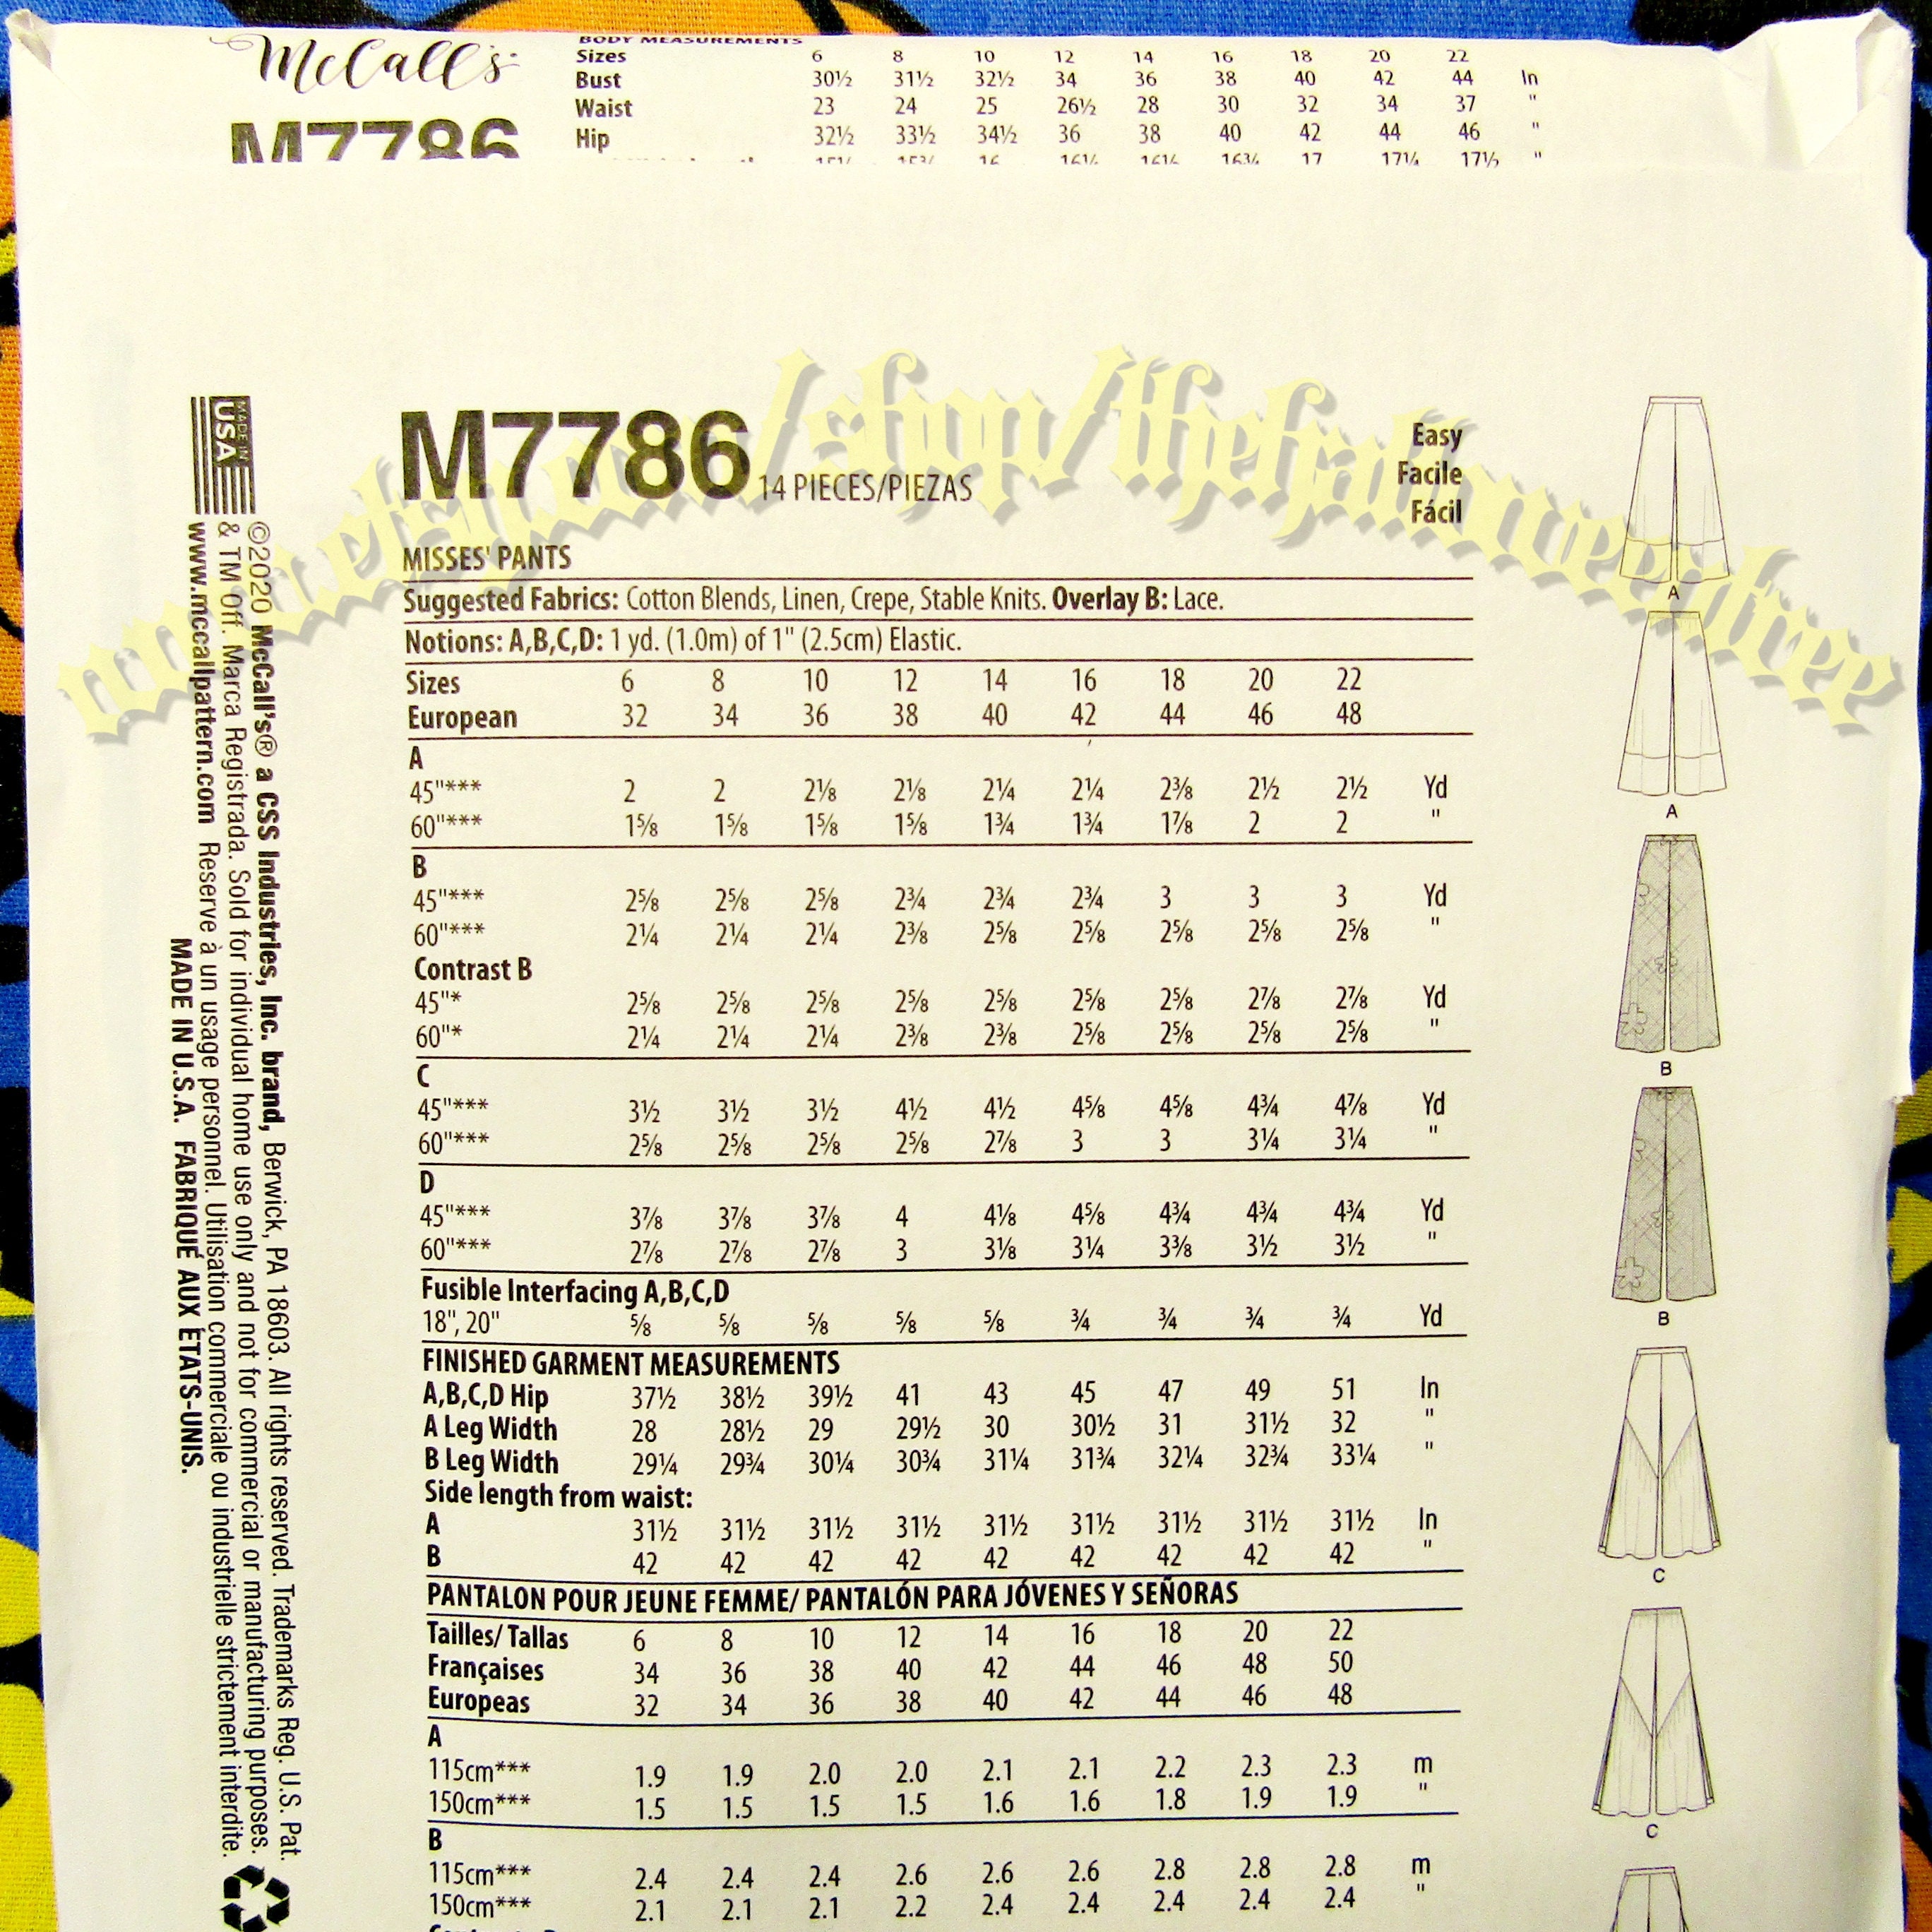 McCall's
M7786
BODY MEASUREMENTS
Sizes 6 8 10 12 14 16 18 20 22
Bust 30½ 31½ 32½ 34 36 38 40 42 44 In
Waist 23 24 25 26½ 28 30 32 34 37 "
Hip 32½ 33½ 34½ 36 38 40 42 44 46 "
15¼ 15¾ 16 16¼ 16½ 16¾ 17 17¼ 17½ "
M7786 14 PIECES/PIEZAS
Easy
Facile
Fácil
MISSES' PANTS
Suggested Fabrics: Cotton Blends, Linen, Crepe, Stable Knits. Overlay B: Lace.
Notions: A,B,C,D: 1 yd. (1.0m) of 1" (2.5cm) Elastic.
Sizes 6 8 10 12 14 16 18 20 22
European 32 34 36 38 40 42 44 46 48
A
45"*** 2 2 2⅛ 2⅛ 2¼ 2¼ 2⅜ 2½ 2½ Yd
60"*** 1⅝ 1⅝ 1⅝ 1⅝ 1¾ 1¾ 1⅞ 2 2 "
B
45"*** 2⅝ 2⅝ 2⅝ 2¾ 2¾ 2¾ 3 3 3 Yd
60"*** 2¼ 2¼ 2¼ 2⅜ 2⅝ 2⅝ 2⅝ 2⅝ 2⅝ "
Contrast B
45"* 2⅝ 2⅝ 2⅝ 2⅝ 2⅝ 2⅝ 2⅝ 2⅞ 2⅞ Yd
60"* 2¼ 2¼ 2¼ 2⅜ 2⅜ 2⅝ 2⅝ 2⅝ 2⅝ "
C
45"*** 3½ 3½ 3½ 4½ 4½ 4⅝ 4⅝ 4¾ 4⅞ Yd
60"*** 2⅝ 2⅝ 2⅝ 2⅝ 2⅞ 3 3 3¼ 3¼ "
D
45"*** 3⅞ 3⅞ 3⅞ 4 4⅛ 4⅝ 4¾ 4¾ 4¾ Yd
60"*** 2⅞ 2⅞ 2⅞ 3 3⅛ 3¼ 3⅜ 3½ 3½ "
Fusible Interfacing A,B,C,D
18", 20" ⅝ ⅝ ⅝ ⅝ ⅝ ¾ ¾ ¾ ¾ Yd
FINISHED GARMENT MEASUREMENTS
A,B,C,D Hip 37½ 38½ 39½ 41 43 45 47 49 51 In
A Leg Width 28 28½ 29 29½ 30 30½ 31 31½ 32 "
B Leg Width 29¼ 29¾ 30¼ 30¾ 31¼ 31¾ 32¼ 32¾ 33¼ "
Side length from waist:
A 31½ 31½ 31½ 31½ 31½ 31½ 31½ 31½ 31½ In
B 42 42 42 42 42 42 42 42 42 "
PANTALON POUR JEUNE FEMME/ PANTALÓN PARA JÓVENES Y SEÑORAS
Tailles/ Tallas 6 8 10 12 14 16 18 20 22
Françaises 34 36 38 40 42 44 46 48 50
Europeas 32 34 36 38 40 42 44 46 48
A
115cm*** 1.9 1.9 2.0 2.0 2.1 2.1 2.2 2.3 2.3 m
150cm*** 1.5 1.5 1.5 1.5 1.6 1.6 1.8 1.9 1.9 "
B
115cm*** 2.4 2.4 2.4 2.6 2.6 2.6 2.8 2.8 2.8 m
150cm*** 2.1 2.1 2.1 2.2 2.4 2.4 2.4 2.4 2.4 "
A
A
B
B
C
C
MADE IN
USA
©2020 McCall's® a CSS Industries, Inc. brand, Berwick, PA 18603. All rights reserved. Trademarks Reg. U.S. Pat.
& TM Off. Marca Registrada. Sold for individual home use only and not for commercial or manufacturing purposes.
www.mccallpattern.com Reservé à un usage personnel. Utilisation commerciale ou industrielle strictement interdite.
MADE IN U.S.A. FABRIQUÉ AUX ÉTATS-UNIS.
www.etsy.com/shop/thefalloweentree